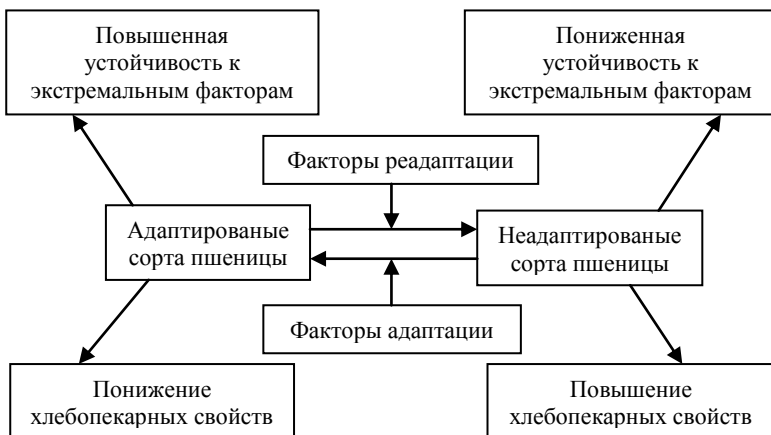 Повышенная
устойчивость к
экстремальным факторам
Пониженная
устойчивость к
экстремальным факторам
Факторы реадаптации
Адаптированые
сорта пшеницы
Неадаптированые
сорта пшеницы
Факторы адаптации
Понижение
хлебопекарных свойств
Повышение
хлебопекарных свойств